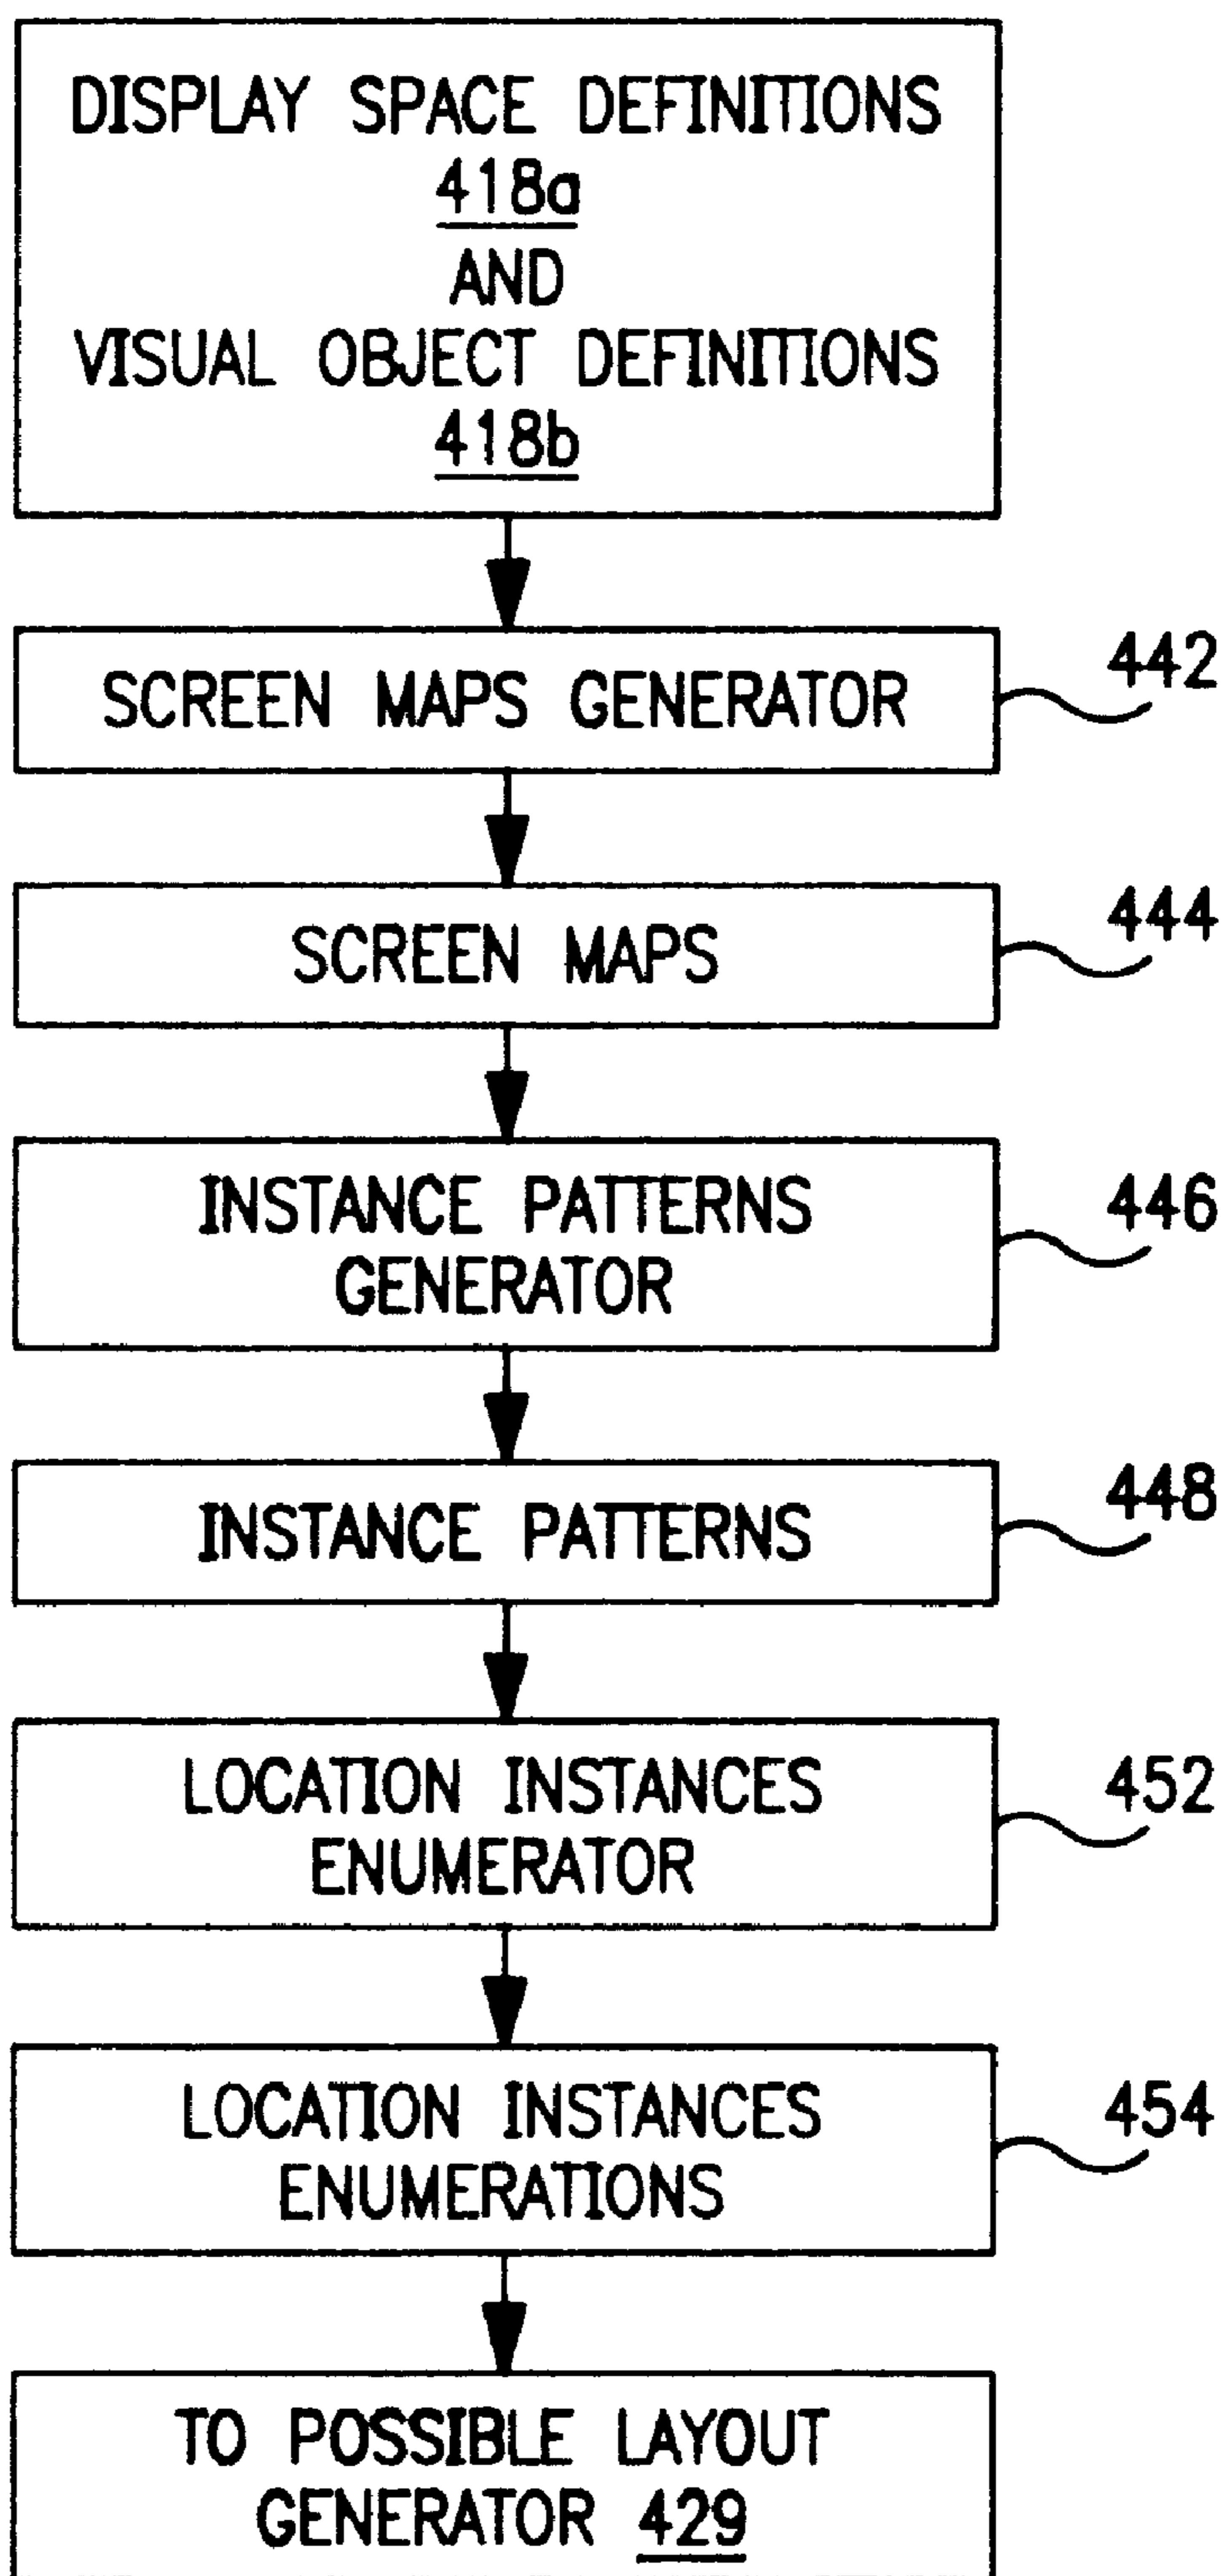 DISPLAY SPACE DEFINITIONS
418a
AND
VISUAL OBJECT DEFINITIONS
418b
SCREEN MAPS GENERATOR
442
SCREEN MAPS
444
INSTANCE PATTERNS
GENERATOR
446
INSTANCE PATTERNS
448
LOCATION INSTANCES
ENUMERATOR
452
LOCATION INSTANCES
ENUMERATIONS
454
TO POSSIBLE LAYOUT
GENERATOR 429